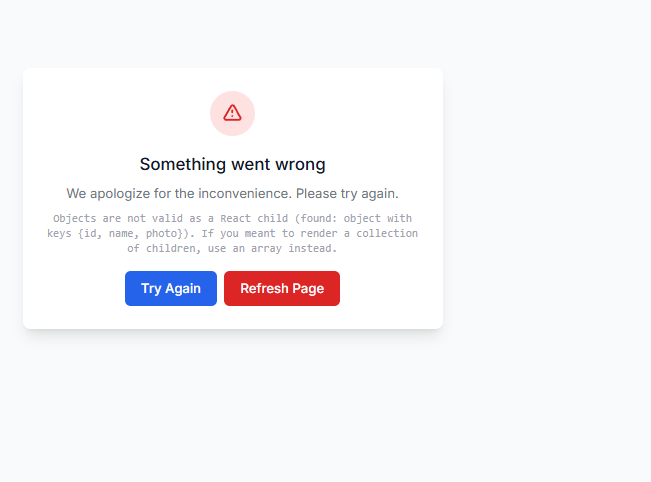 Something went wrong
We apologize for the inconvenience. Please try again.
Objects are not valid as a React child (found: object with
keys {id, name, photo}). If you meant to render a collection
of children, use an array instead.
Try Again
Refresh Page